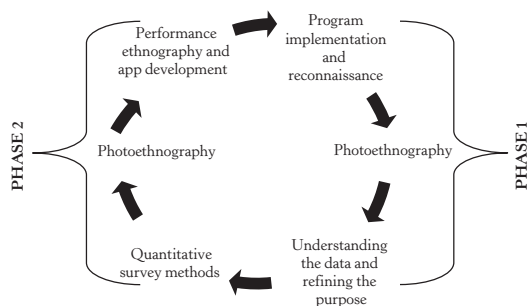 Performance
ethnography and
app development
Program
implementation
and
reconnaissance
PHASE 2
Photoethnography
Photoethnography
PHASE 1
Quantitative
survey methods
Understanding
the data and
refining the
purpose